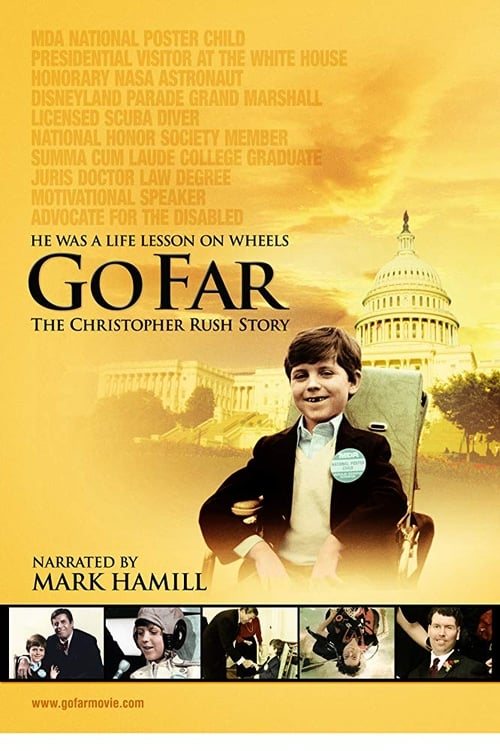 MDA NATIONAL POSTER CHILD
PRESIDENTIAL VISITOR AT THE WHITE HOUSE
HONORARY NASA ASTRONAUT
DISNEYLAND PARADE GRAND MARSHALL
LICENSED SCUBA DIVER
NATIONAL HONOR SOCIETY MEMBER
SUMMA CUM LAUDE COLLEGE GRADUATE
JURIS DOCTOR LAW DEGREE
MOTIVATIONAL SPEAKER
ADVOCATE FOR THE DISABLED
HE WAS A LIFE LESSON ON WHEELS
GO FAR
THE CHRISTOPHER RUSH STORY
NATIONAL POSTER
CHILD
NARRATED BY
MARK HAMILL
www.gofarmovie.com